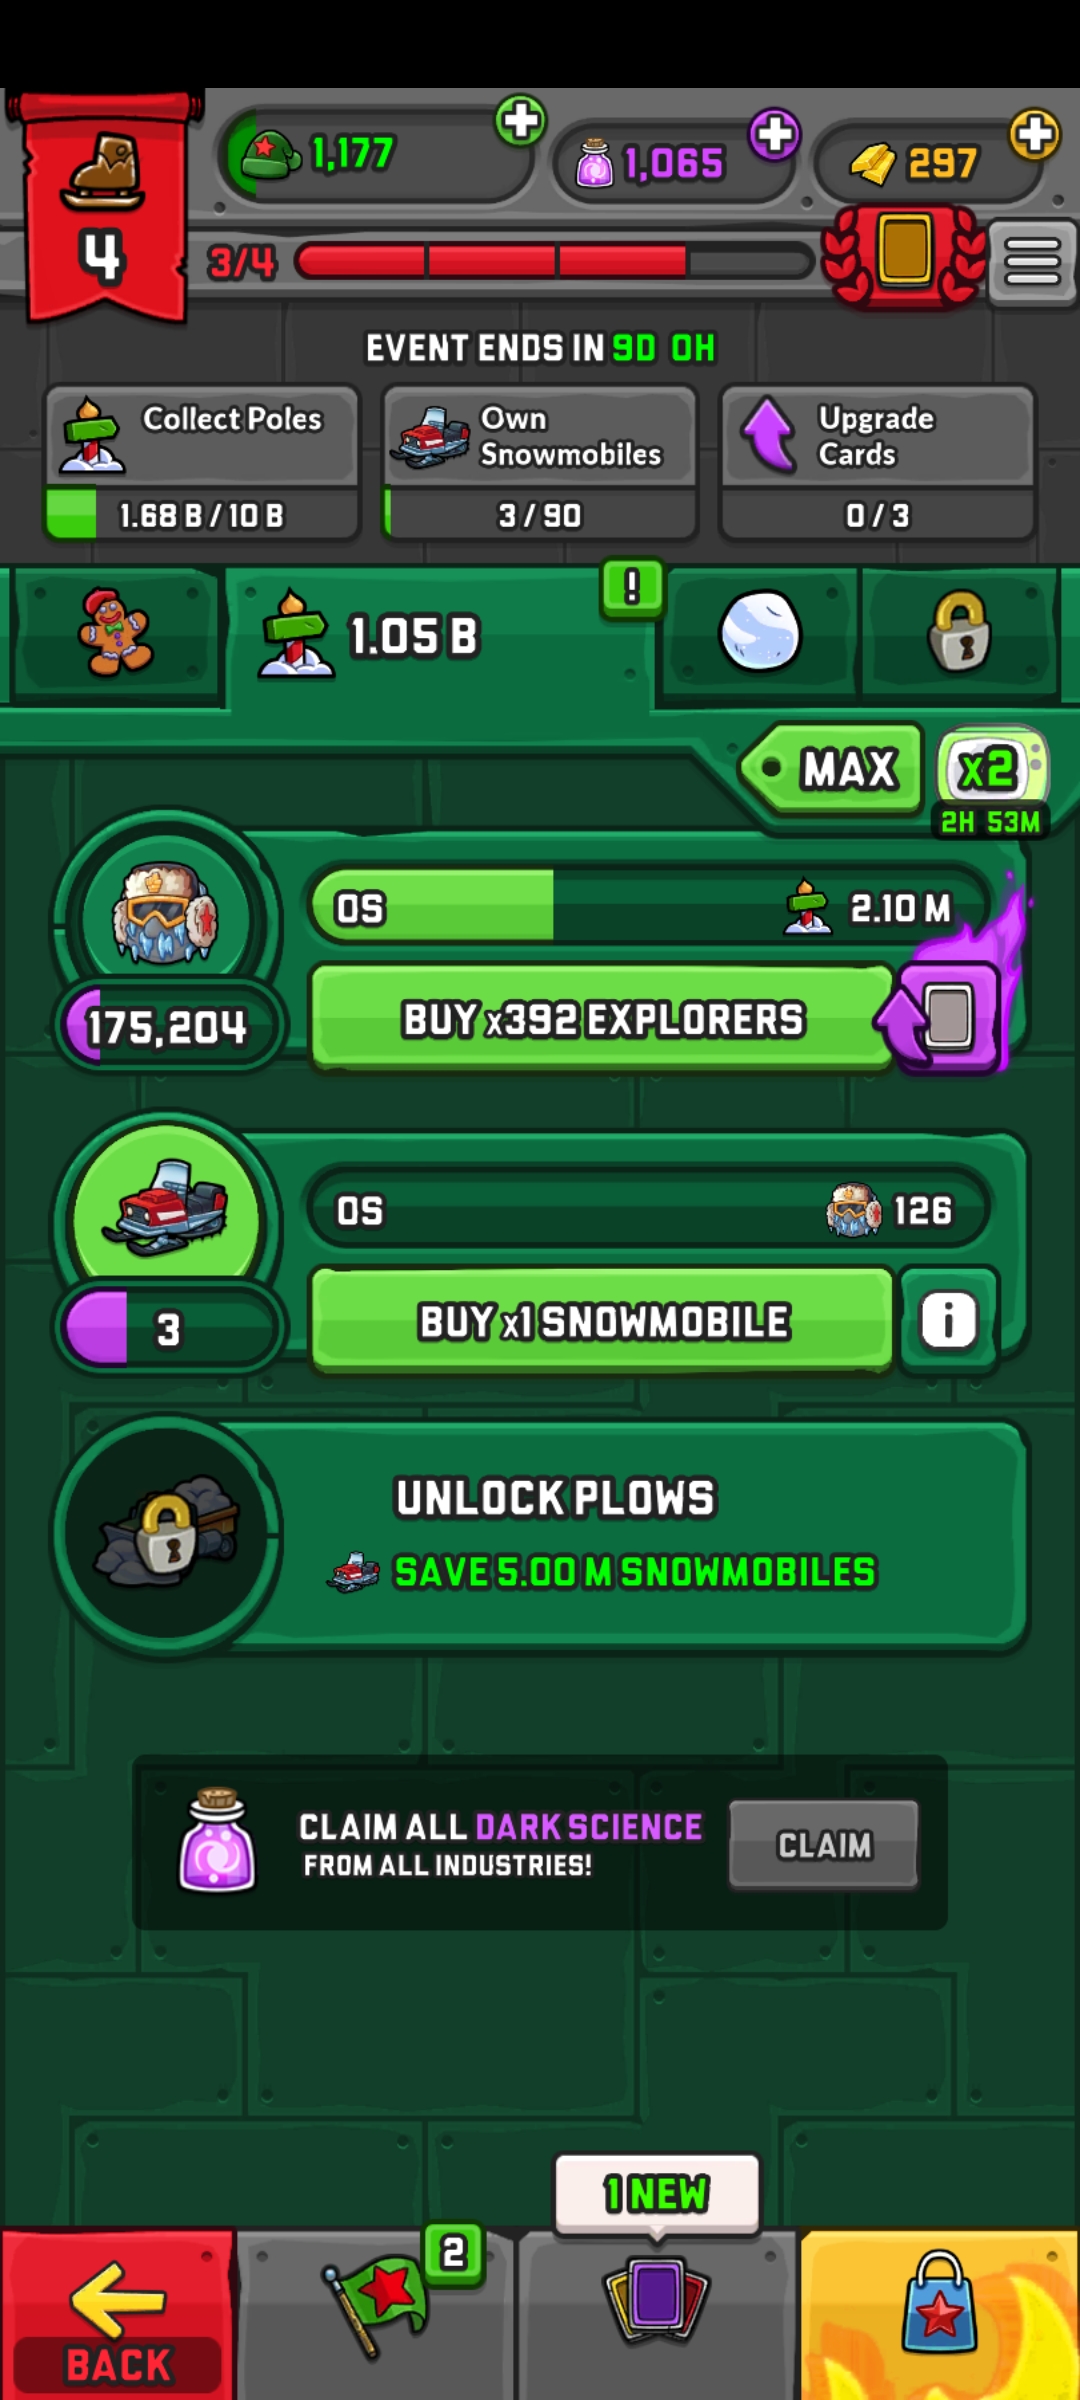 1,177
1,065
297
4
3/4
EVENT ENDS IN 9D 0H
Collect Poles
1.68 B / 10 B
Own
Snowmobiles
3 / 90
Upgrade
Cards
0 / 3
1.05 B
!
MAX
x2
2H 53M
0S
2.10 M
175,204
BUY x392 EXPLORERS
0S
126
3
BUY x1 SNOWMOBILE
i
UNLOCK PLOWS
SAVE 5.00 M SNOWMOBILES
CLAIM ALL DARK SCIENCE
FROM ALL INDUSTRIES!
CLAIM
1 NEW
2
BACK